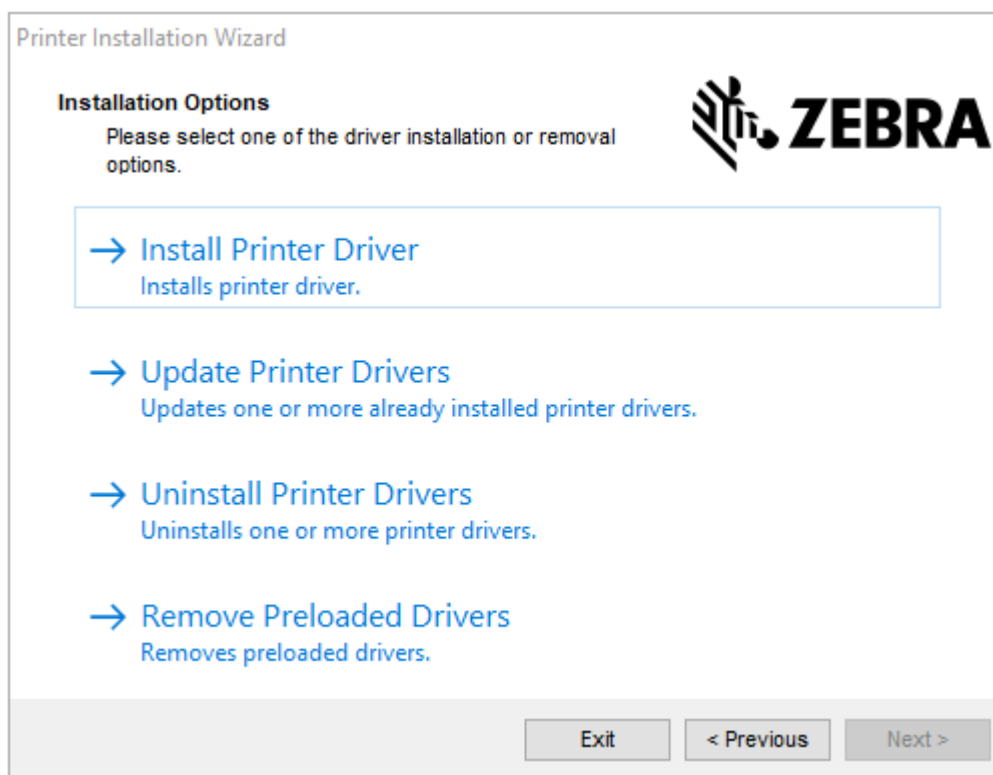 Printer Installation Wizard
Installation Options
Please select one of the driver installation or removal
options.
ZEBRA
→ Install Printer Driver
Installs printer driver.
→ Update Printer Drivers
Updates one or more already installed printer drivers.
→ Uninstall Printer Drivers
Uninstalls one or more printer drivers.
→ Remove Preloaded Drivers
Removes preloaded drivers.
Exit < Previous Next >